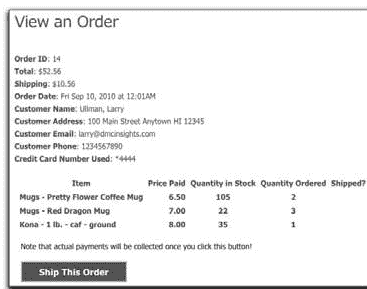 View an Order
Order ID: 14
Total: $52.56
Shipping: $10.56
Order Date: Fri Sep 10, 2010 at 12:01AM
Customer Name: Ullman, Larry
Customer Address: 100 Main Street Anytown HI 12345
Customer Email: larry@dmcinsights.com
Customer Phone: 1234567890
Credit Card Number Used: *4444
Item Price Paid Quantity in Stock Quantity Ordered Shipped?
Mugs - Pretty Flower Coffee Mug 6.50 105 2
Mugs - Red Dragon Mug 7.00 22 3
Kona - 1 lb. - caf - ground 8.00 35 1
Note that actual payments will be collected once you click this button!
Ship This Order